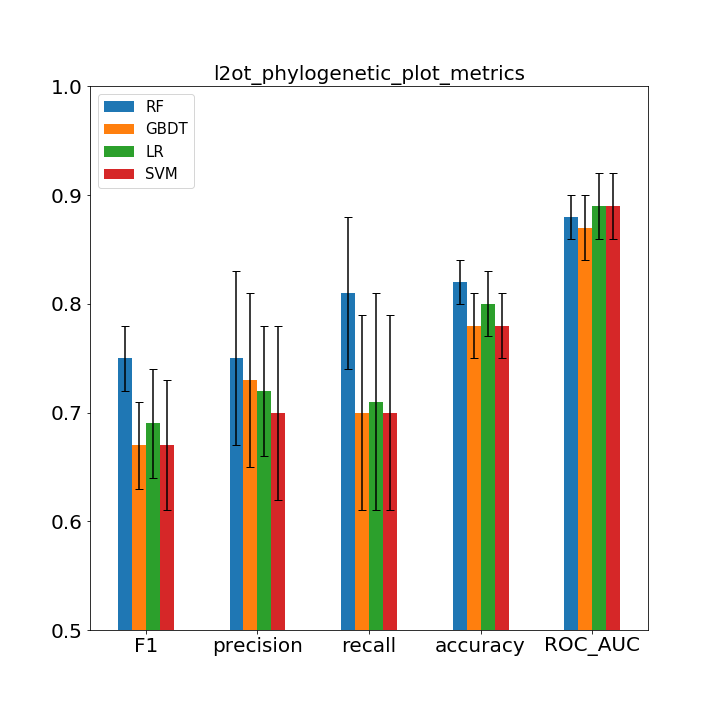 l2ot_phylogenetic_plot_metrics
1.0
0.9
0.8
0.7
0.6
0.5
RF
GBDT
LR
SVM
F1 precision recall accuracy ROC_AUC